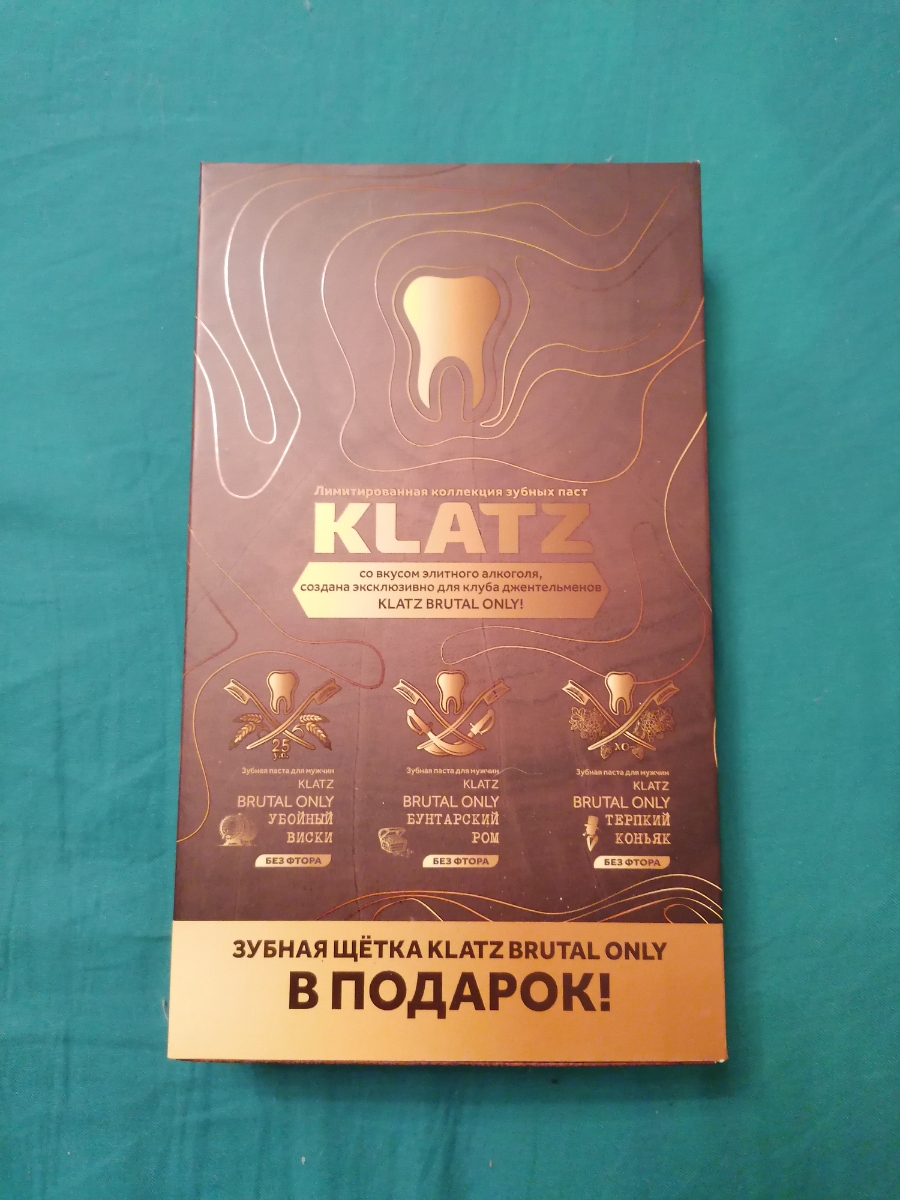 Лимитированная коллекция зубных паст
KLATZ
со вкусом элитного алкоголя,
создана эксклюзивно для клуба джентельменов
KLATZ BRUTAL ONLY!
25
Зубная паста для мужчин
KLATZ
BRUTAL ONLY
УБОЙНЫЙ
ВИСКИ
БЕЗ ФТОРА
Зубная паста для мужчин
KLATZ
BRUTAL ONLY
БУНТАРСКИЙ
РОМ
БЕЗ ФТОРА
XO
Зубная паста для мужчин
KLATZ
BRUTAL ONLY
ТЕРПКИЙ
КОНЬЯК
БЕЗ ФТОРА
ЗУБНАЯ ЩЁТКА KLATZ BRUTAL ONLY
В ПОДАРОК!